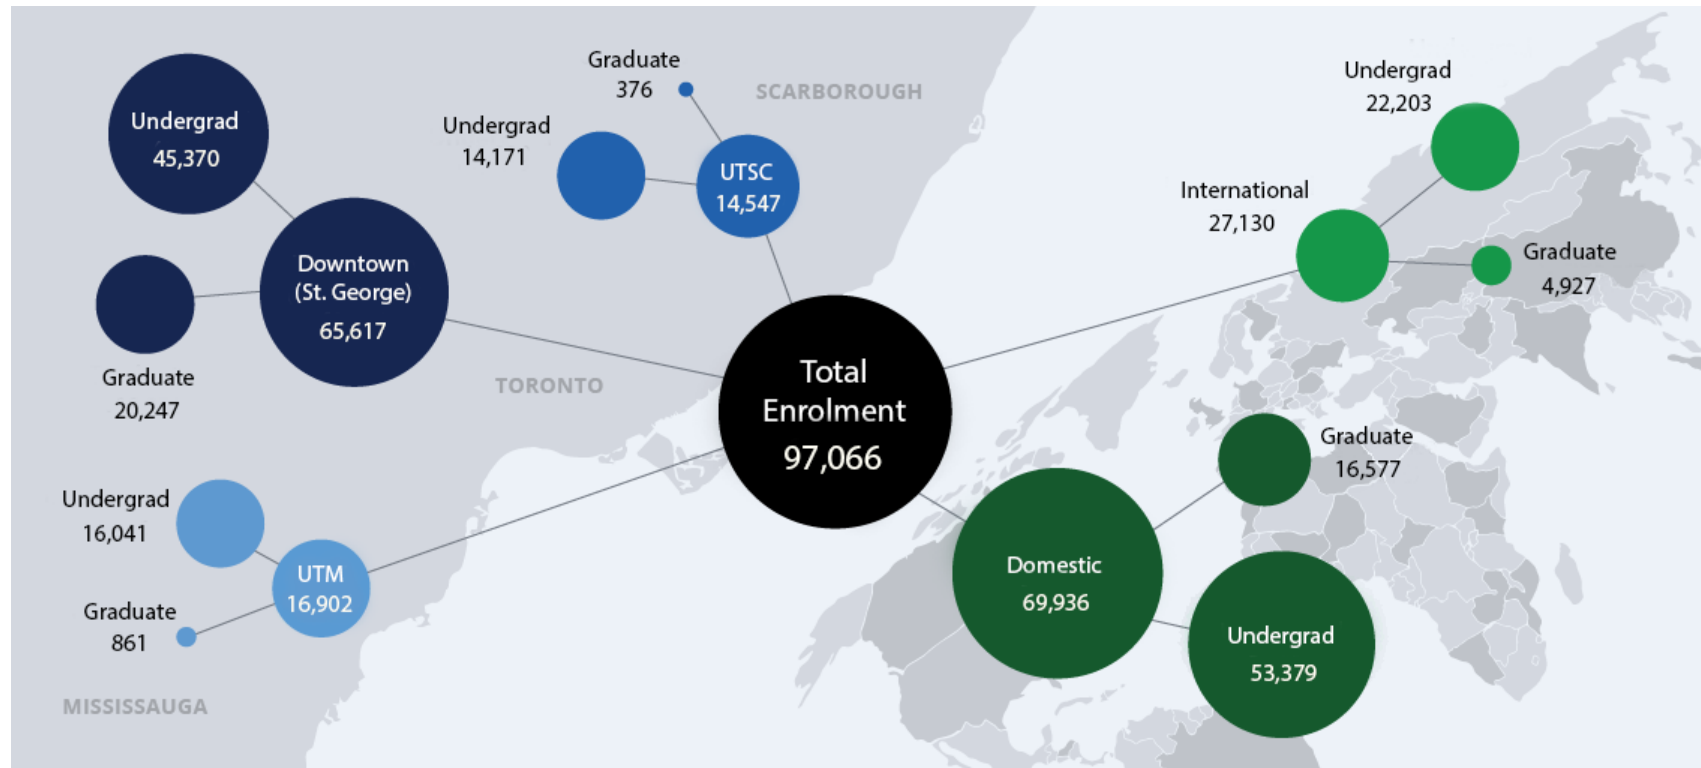 Undergrad
45,370
Downtown
(St. George)
65,617
Graduate
20,247
Graduate
376
SCARBOROUGH
Undergrad
14,171
UTSC
14,547
TORONTO
Undergrad
16,041
UTM
16,902
Graduate
861
MISSISSAUGA
Total
Enrolment
97,066
Undergrad
22,203
International
27,130
Graduate
4,927
Graduate
16,577
Domestic
69,936
Undergrad
53,379